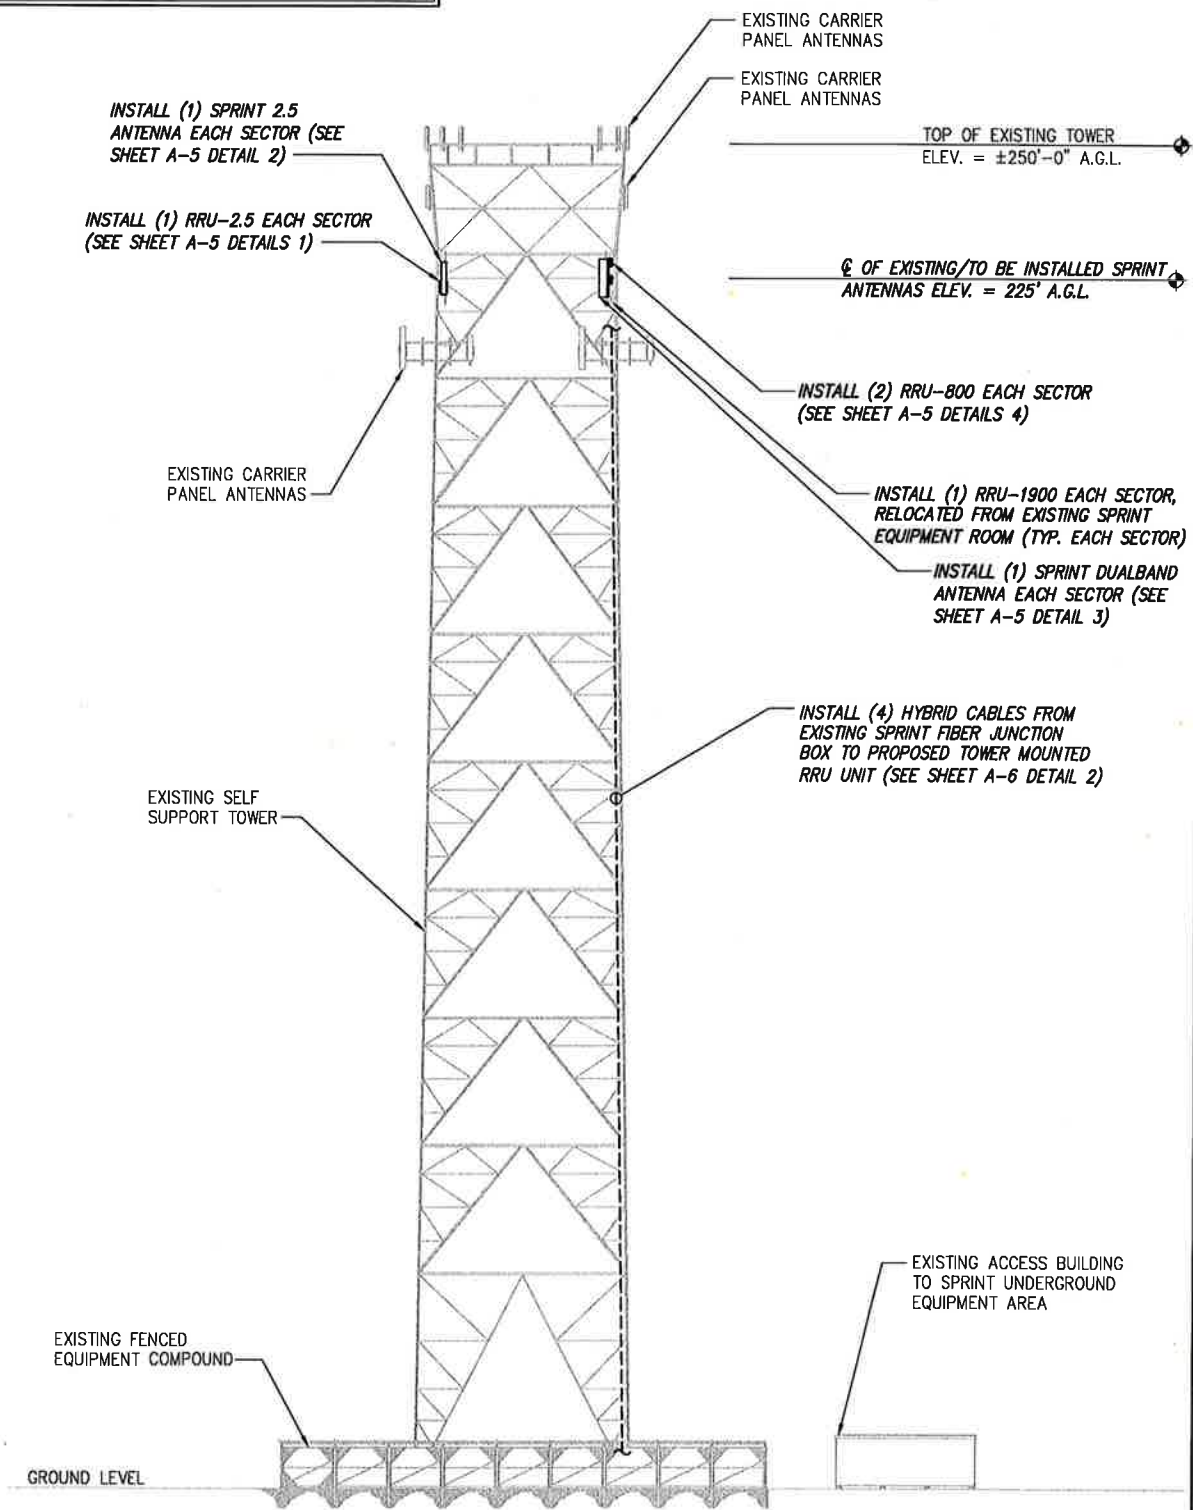 EXISTING CARRIER
PANEL ANTENNAS
EXISTING CARRIER
PANEL ANTENNAS
INSTALL (1) SPRINT 2.5
ANTENNA EACH SECTOR (SEE
SHEET A-5 DETAIL 2)
TOP OF EXISTING TOWER
ELEV. = ±250'-0" A.G.L.
INSTALL (1) RRU-2.5 EACH SECTOR
(SEE SHEET A-5 DETAILS 1)
℄ OF EXISTING/TO BE INSTALLED SPRINT
ANTENNAS ELEV. = 225' A.G.L.
INSTALL (2) RRU-800 EACH SECTOR
(SEE SHEET A-5 DETAILS 4)
EXISTING CARRIER
PANEL ANTENNAS
INSTALL (1) RRU-1900 EACH SECTOR,
RELOCATED FROM EXISTING SPRINT
EQUIPMENT ROOM (TYP. EACH SECTOR)
INSTALL (1) SPRINT DUALBAND
ANTENNA EACH SECTOR (SEE
SHEET A-5 DETAIL 3)
INSTALL (4) HYBRID CABLES FROM
EXISTING SPRINT FIBER JUNCTION
BOX TO PROPOSED TOWER MOUNTED
RRU UNIT (SEE SHEET A-6 DETAIL 2)
EXISTING SELF
SUPPORT TOWER
EXISTING ACCESS BUILDING
TO SPRINT UNDERGROUND
EQUIPMENT AREA
EXISTING FENCED
EQUIPMENT COMPOUND
GROUND LEVEL